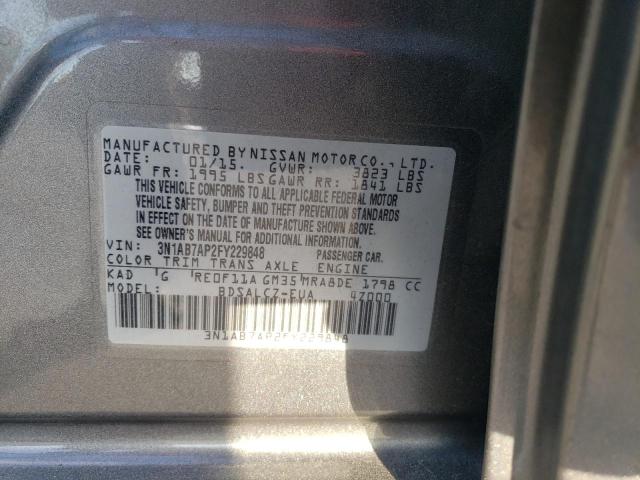 MANUFACTURED BY NISSAN MOTOR CO., LTD.
DATE: 01/15. GVWR: 3823 LBS
GAWR FR: 1995 LBS GAWR RR: 1841 LBS
THIS VEHICLE CONFORMS TO ALL APPLICABLE FEDERAL MOTOR
VEHICLE SAFETY, BUMPER AND THEFT PREVENTION STANDARDS
IN EFFECT ON THE DATE OF MANUFACTURE SHOWN ABOVE.
SEE OWNER'S MANUAL FOR ADDITIONAL INFORMATION.
VIN: 3N1AB7AP2FY229848 PASSENGER CAR.
COLOR TRIM TRANS AXLE ENGINE
KAD G RE0F11A GM35 MRA8DE 1798 CC
BDSALCZ-EUA 47000
3N1AB7AP2FY229848